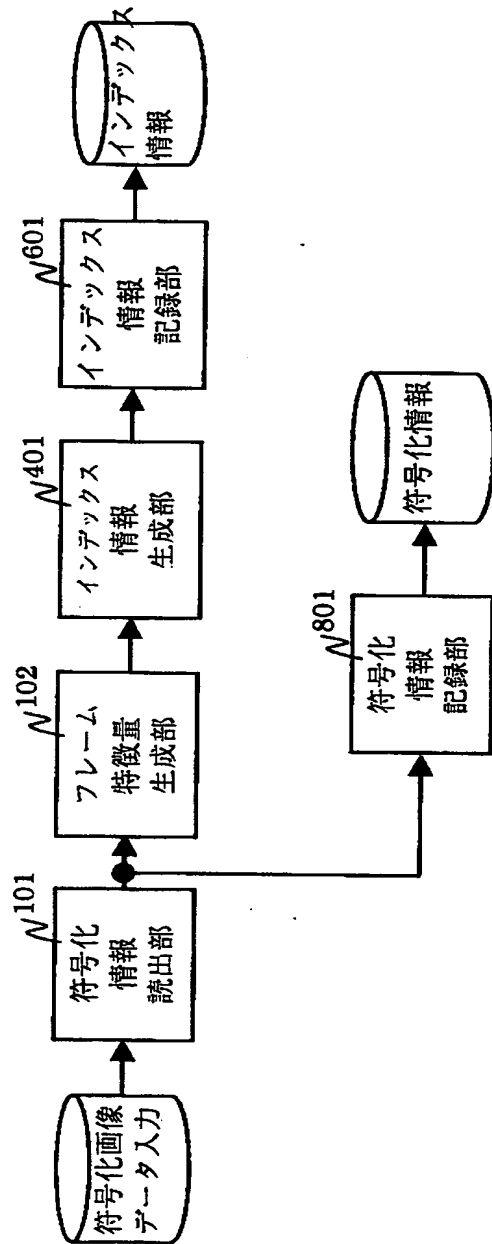 符号化画像
データ入力
101
符号化
情報
読出部
102
フレーム
特徴量
生成部
401
インデックス
情報
生成部
601
インデックス
情報
記録部
インデックス
情報
801
符号化
情報
記録部
符号化情報